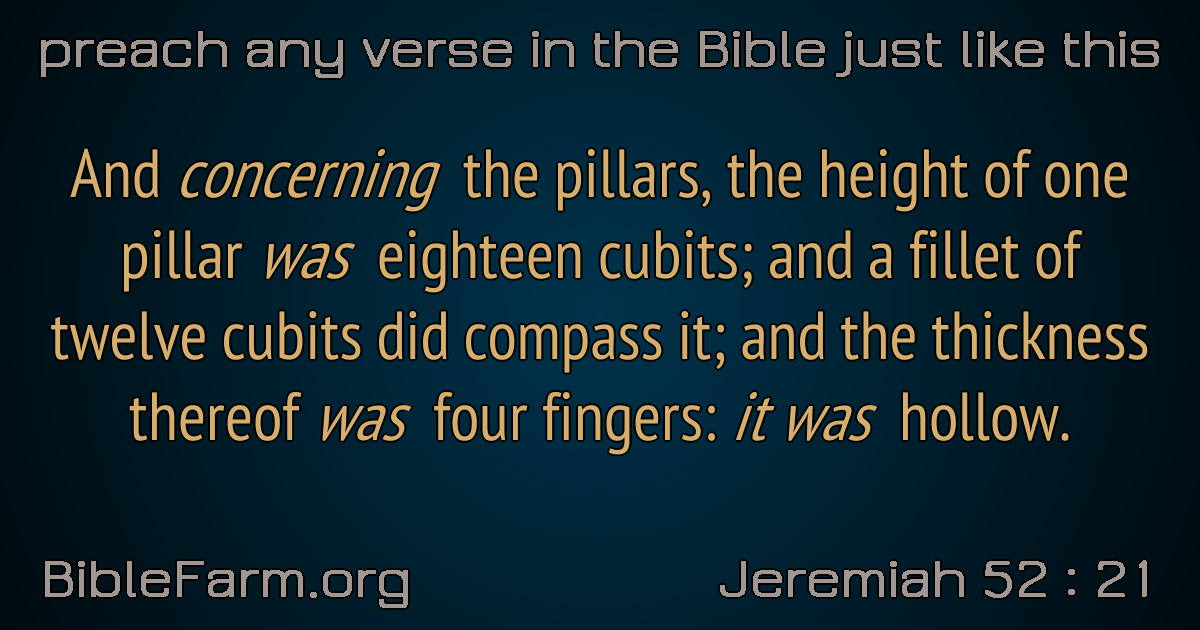 preach any verse in the Bible just like this
And concerning the pillars, the height of one
pillar was eighteen cubits; and a fillet of
twelve cubits did compass it; and the thickness
thereof was four fingers: it was hollow.
BibleFarm.org
Jeremiah 52 : 21